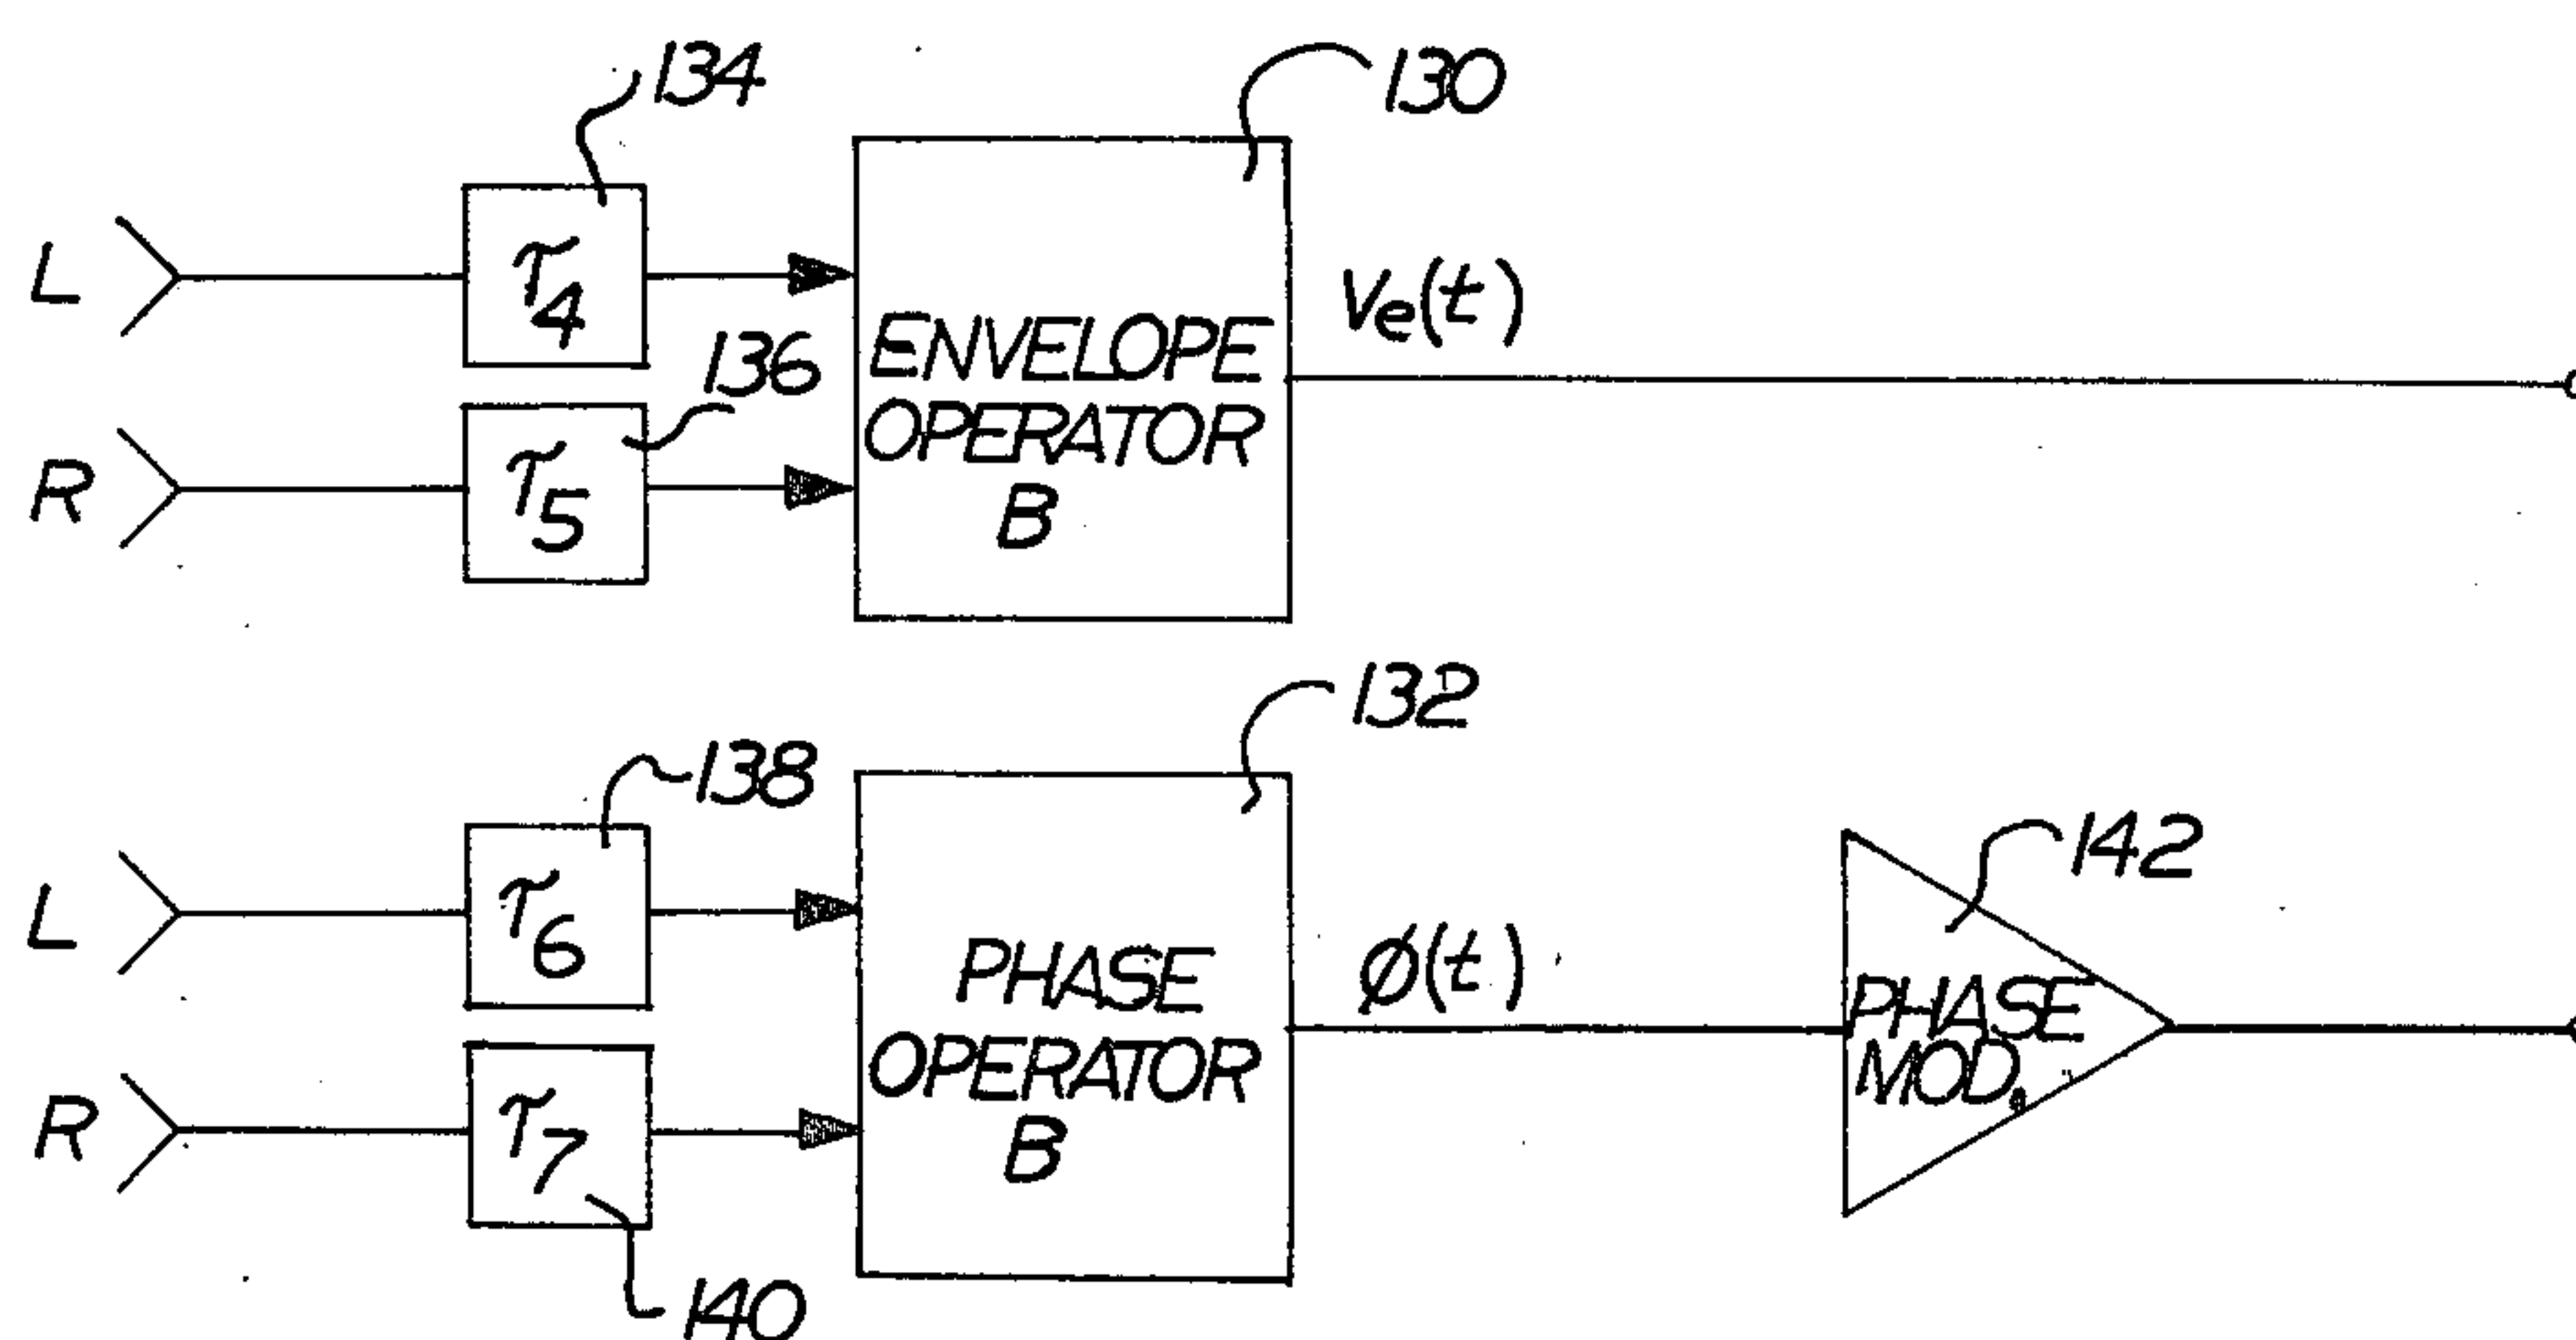 134
130
L
τ4
Ve(t)
136
ENVELOPE
OPERATOR
B
R
τ5
132
138
142
L
τ6
φ(t)
PHASE
OPERATOR
B
PHASE
MOD.
R
τ7
140